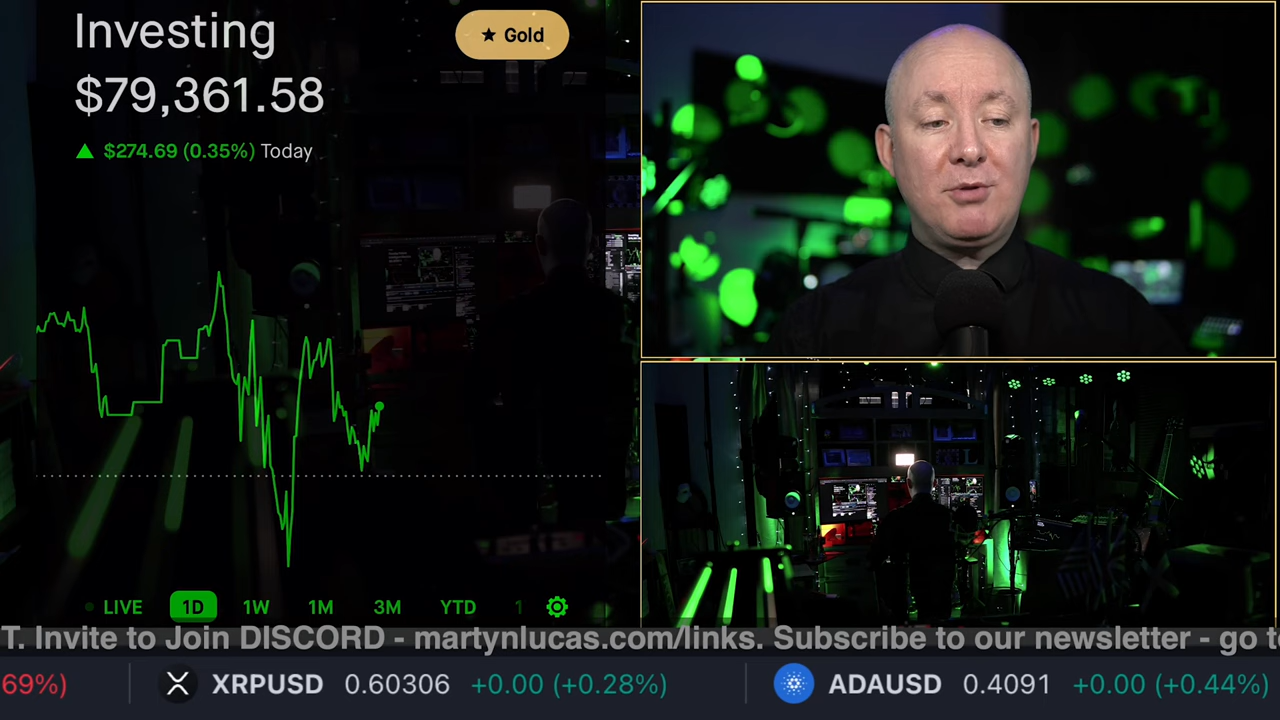 Investing
★ Gold
$79,361.58
▲ $274.69 (0.35%) Today
LIVE 1D 1W 1M 3M YTD 1
T. Invite to Join DISCORD - martynlucas.com/links. Subscribe to our newsletter - go to
69%) XRPUSD 0.60306 +0.00 (+0.28%) ADAUSD 0.4091 +0.00 (+0.44%)